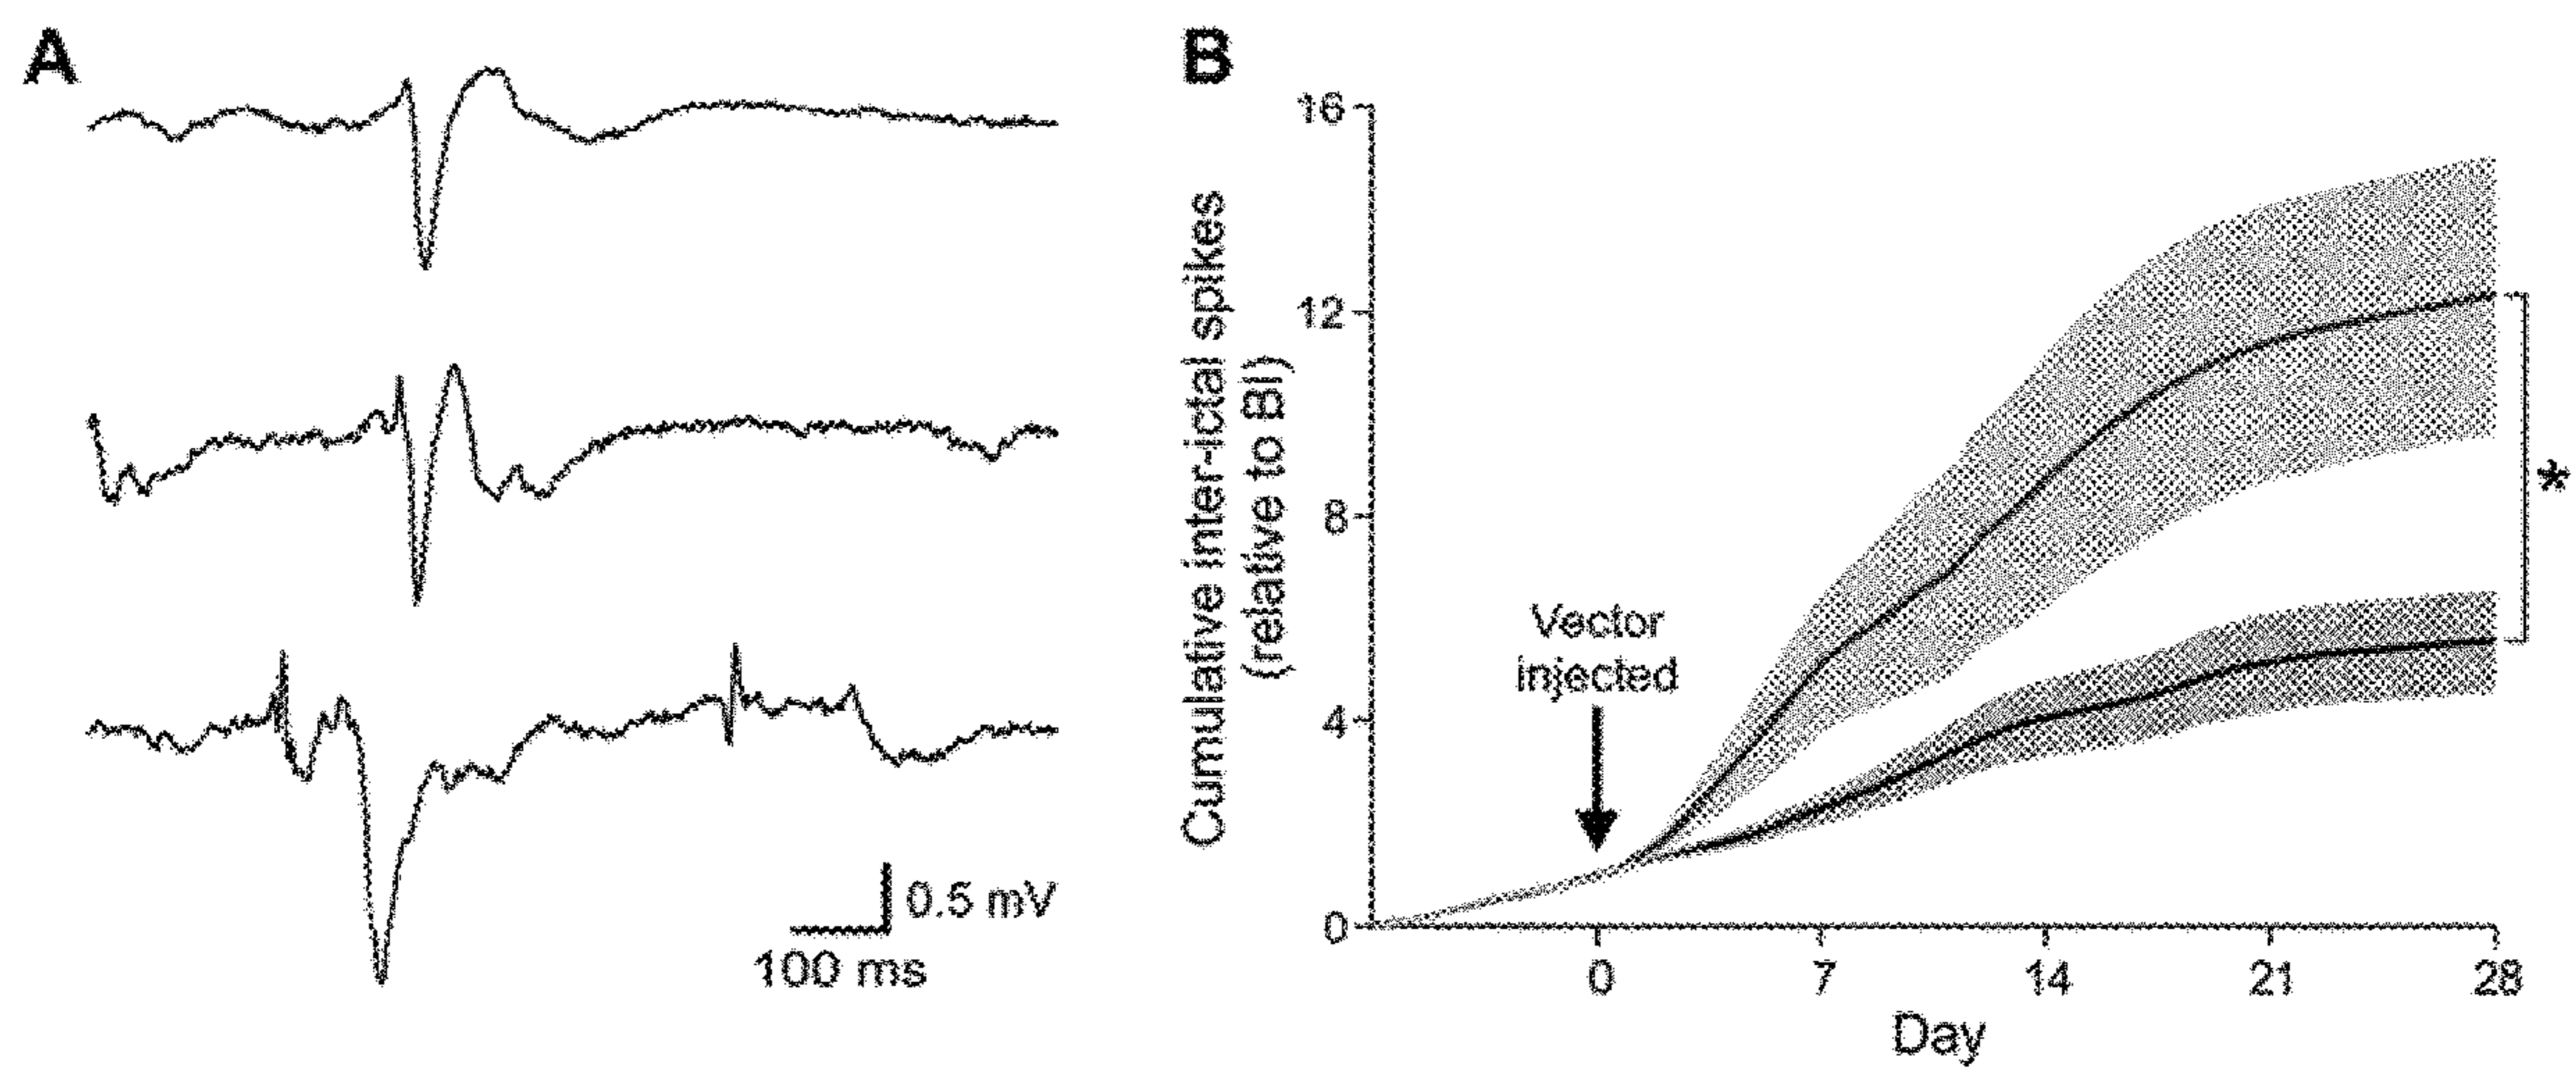 A
0.5 mV
100 ms
B
Cumulative inter-ictal spikes
(relative to BI)
16
12
8
4
0
Vector
injected
*
0
7
14
21
28
Day